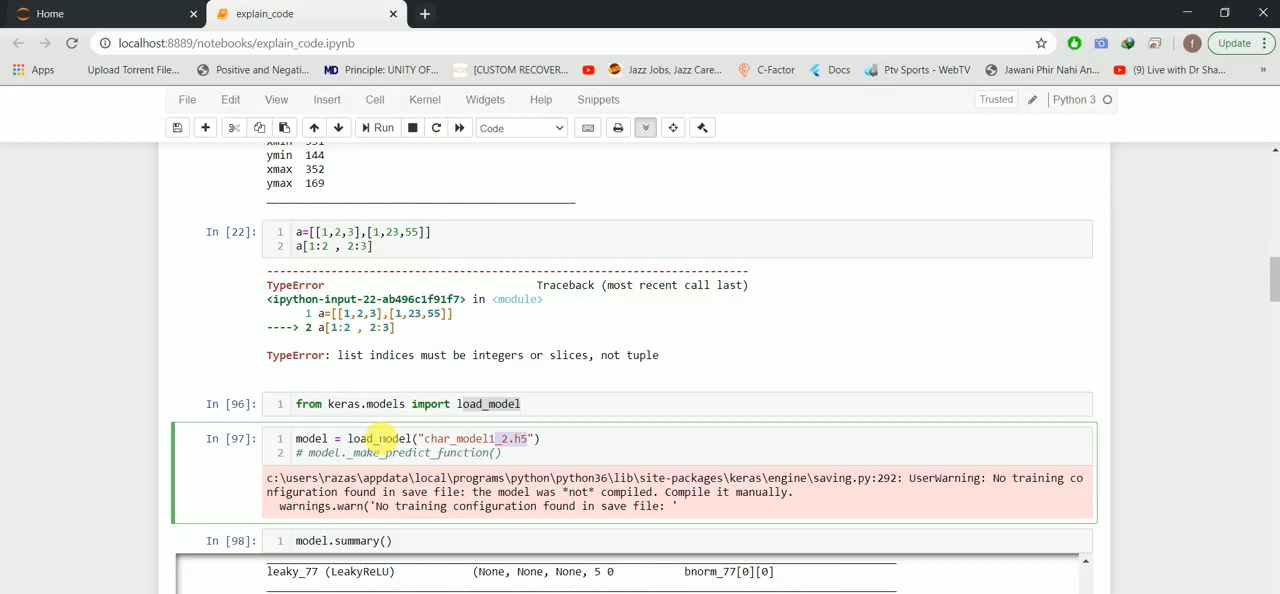 Home
explain_code
localhost:8889/notebooks/explain_code.ipynb
Update
Apps Upload Torrent File... Positive and Negati... MD Principle: UNITY OF... [CUSTOM RECOVER... Jazz Jobs, Jazz Care... C-Factor Docs Ptv Sports - WebTV Jawani Phir Nahi An... (9) Live with Dr Sha... »
File Edit View Insert Cell Kernel Widgets Help Snippets Trusted Python 3
Run Code
ymin 144
xmax 352
ymax 169
In [22]: 1 a=[[1,2,3],[1,23,55]]
2 a[1:2 , 2:3]
---------------------------------------------------------------------------
TypeError Traceback (most recent call last)
<ipython-input-22-ab496c1f91f7> in <module>
1 a=[[1,2,3],[1,23,55]]
----> 2 a[1:2 , 2:3]
TypeError: list indices must be integers or slices, not tuple
In [96]: 1 from keras.models import load_model
In [97]: 1 model = load_model("char_model1_2.h5")
2 # model._make_predict_function()
c:\users\razas\appdata\local\programs\python\python36\lib\site-packages\keras\engine\saving.py:292: UserWarning: No training co
nfiguration found in save file: the model was *not* compiled. Compile it manually.
warnings.warn('No training configuration found in save file: '
In [98]: 1 model.summary()
leaky_77 (LeakyReLU) (None, None, None, 5 0 bnorm_77[0][0]